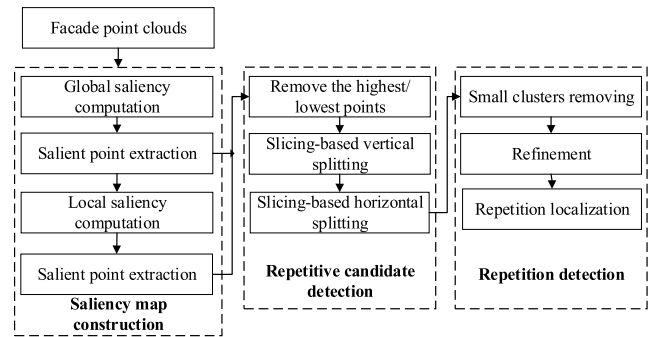 Facade point clouds
Global saliency
computation
Salient point extraction
Local saliency
computation
Salient point extraction
Saliency map
construction
Remove the highest/
lowest points
Slicing-based vertical
splitting
Slicing-based horizontal
splitting
Repetitive candidate
detection
Small clusters removing
Refinement
Repetition localization
Repetition detection